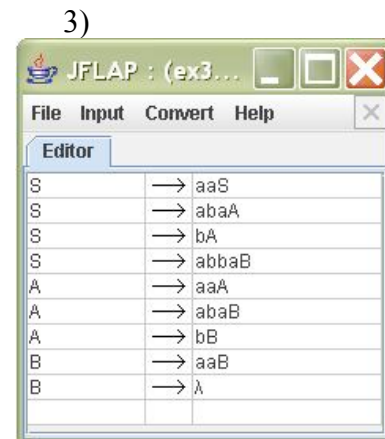 3)
JFLAP : (ex3...
File Input Convert Help
Editor
S → aaS
S → abaA
S → bA
S → abbaB
A → aaA
A → abaB
A → bB
B → aaB
B → λ